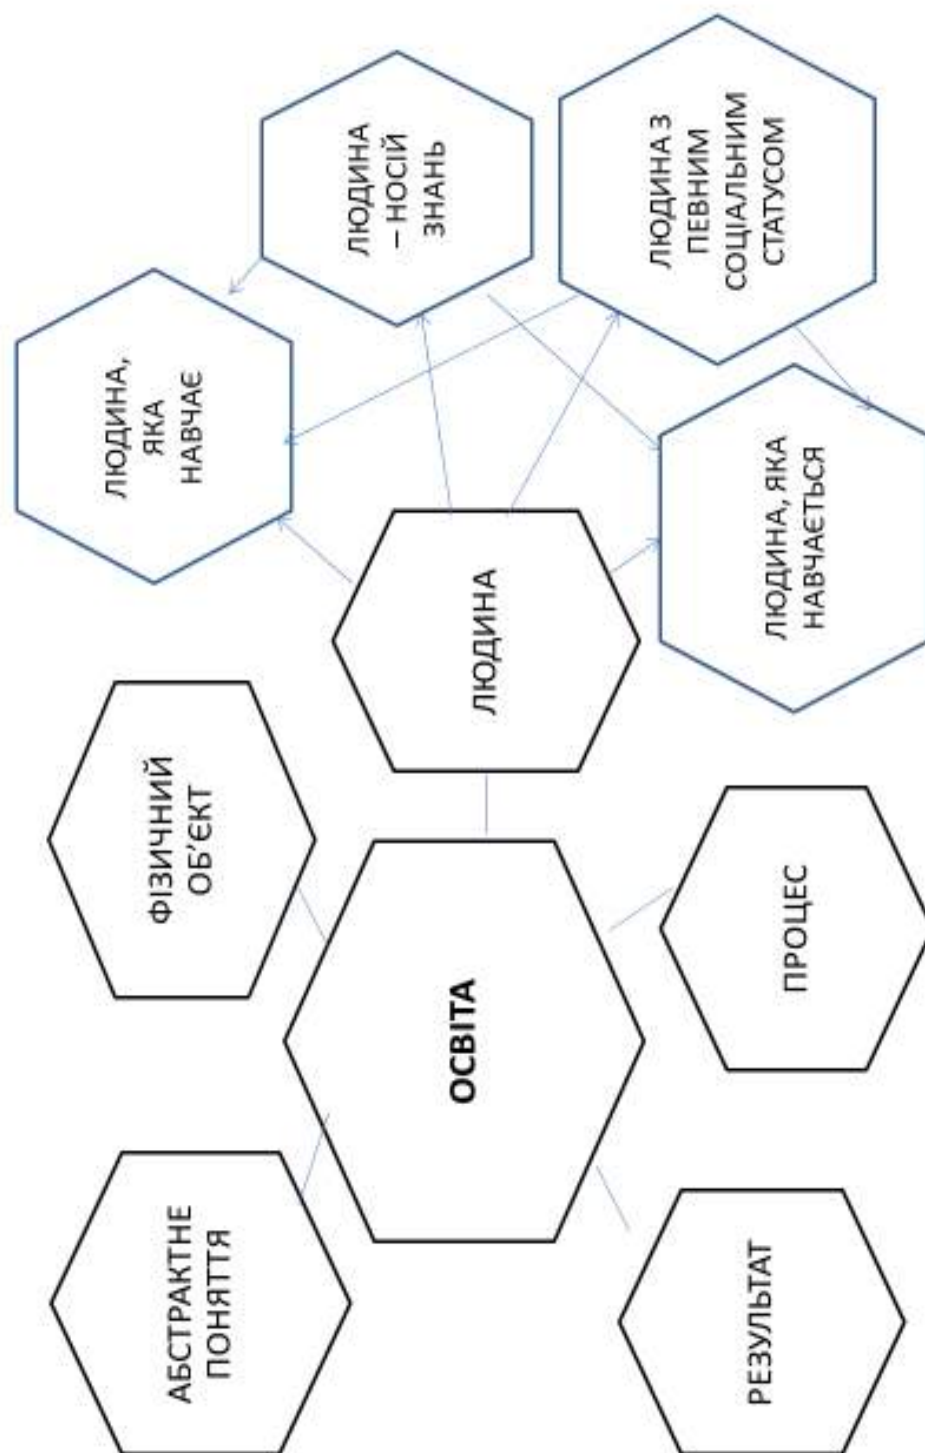 АБСТРАКТНЕ
ПОНЯТТЯ
ФІЗИЧНИЙ
ОБ’ЄКТ
ЛЮДИНА,
ЯКА
НАВЧАЄ
ЛЮДИНА
– НОСІЙ
ЗНАНЬ
ОСВІТА
ЛЮДИНА
ЛЮДИНА З
ПЕВНИМ
СОЦІАЛЬНИМ
СТАТУСОМ
РЕЗУЛЬТАТ
ПРОЦЕС
ЛЮДИНА, ЯКА
НАВЧАЄТЬСЯ